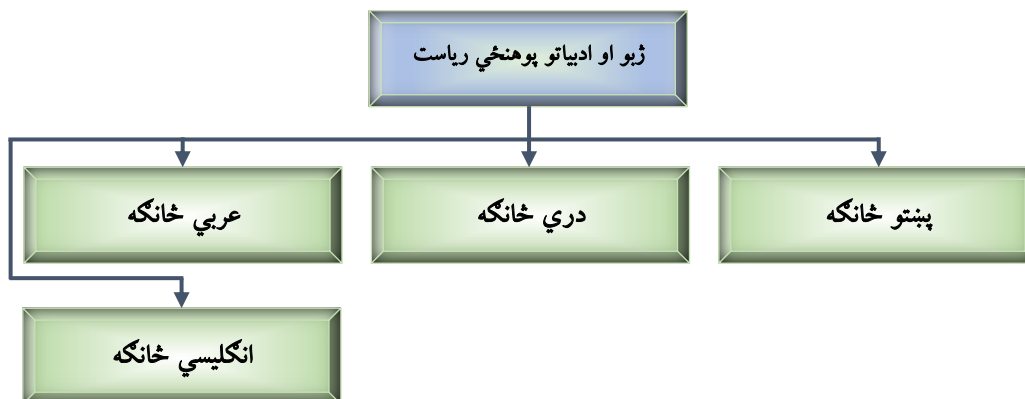 ژبو او ادبیاتو پوهنځي ریاست
پښتو څانګه
دري څانګه
عربي څانګه
انګلیسي څانګه